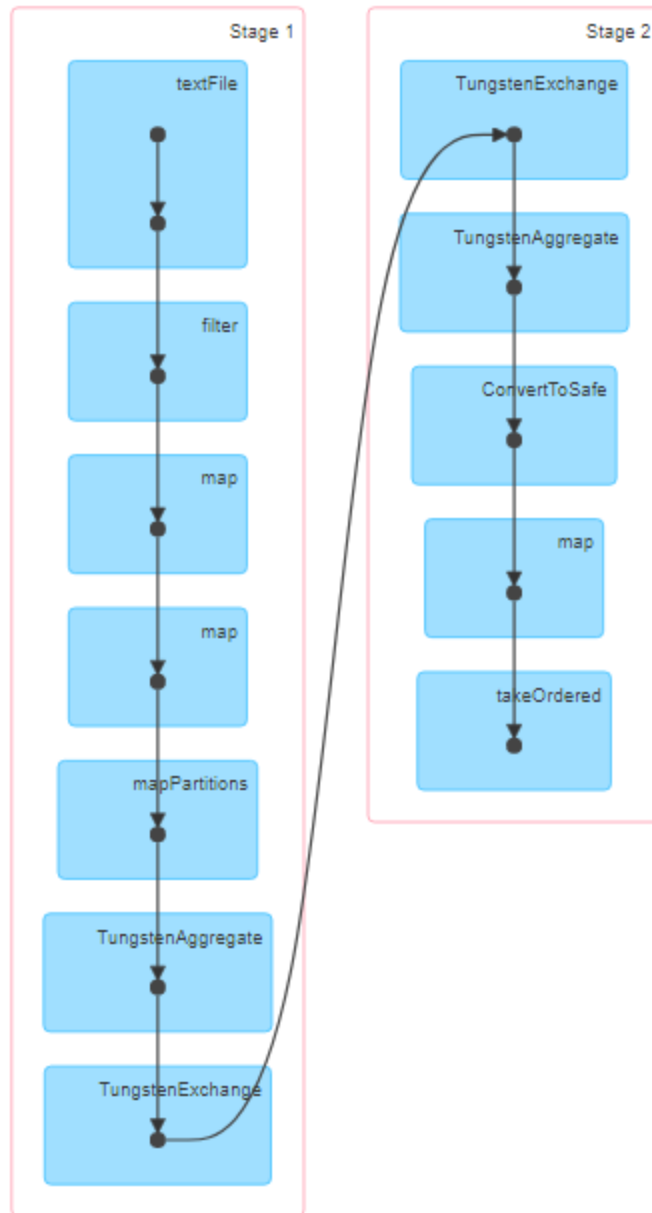 Stage 1
textFile
filter
map
map
mapPartitions
TungstenAggregate
TungstenExchange
Stage 2
TungstenExchange
TungstenAggregate
ConvertToSafe
map
takeOrdered